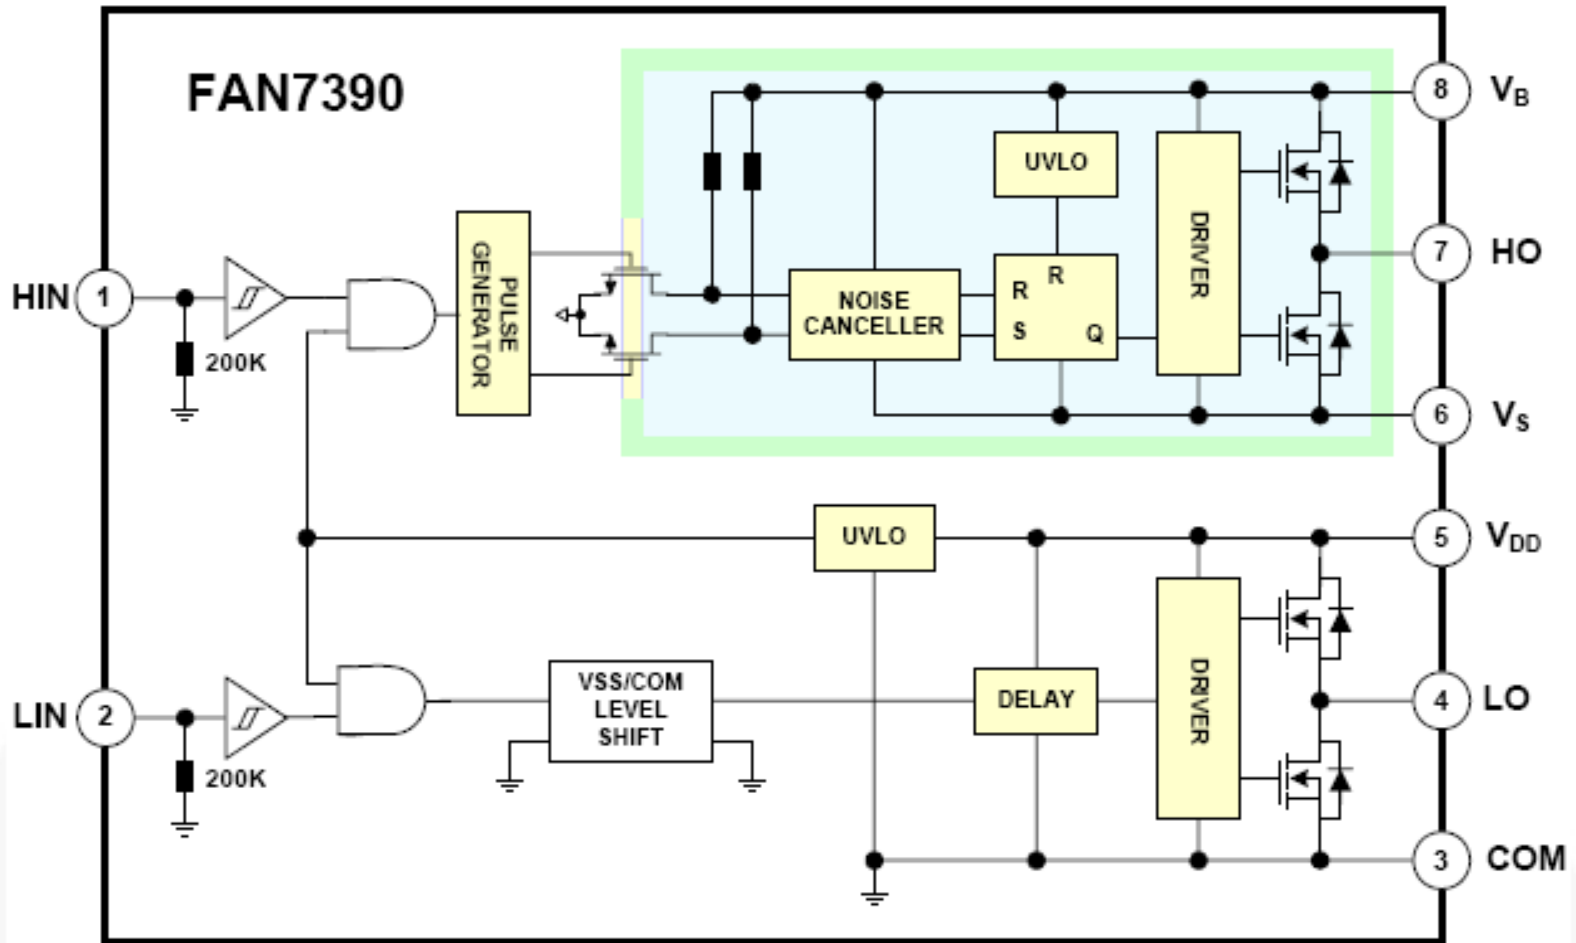 FAN7390
8 VB
UVLO
PULSE
GENERATOR
DRIVER
HIN 1
7 HO
R
R
NOISE
CANCELLER
S
Q
200K
6 VS
UVLO
5 VDD
VSS/COM
LEVEL
SHIFT
DELAY
DRIVER
4 LO
LIN 2
200K
3 COM